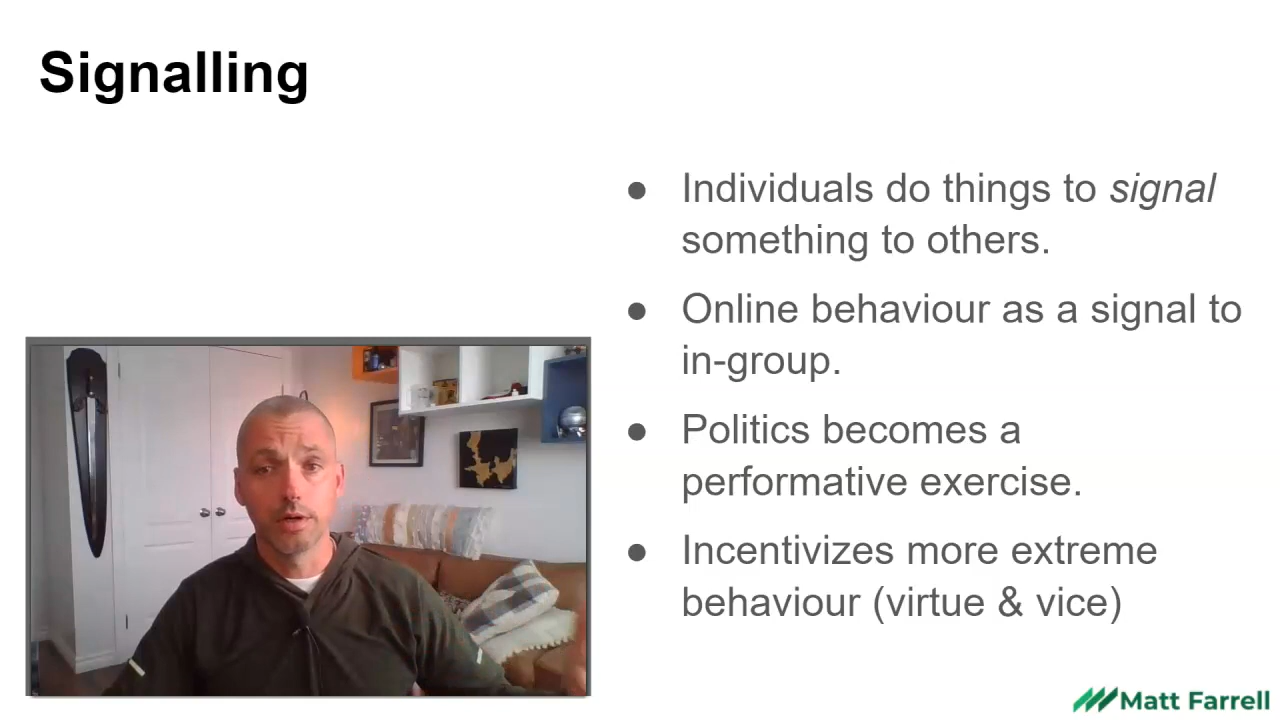 Signalling
● Individuals do things to signal
something to others.
● Online behaviour as a signal to
in-group.
● Politics becomes a
performative exercise.
● Incentivizes more extreme
behaviour (virtue & vice)
Matt Farrell